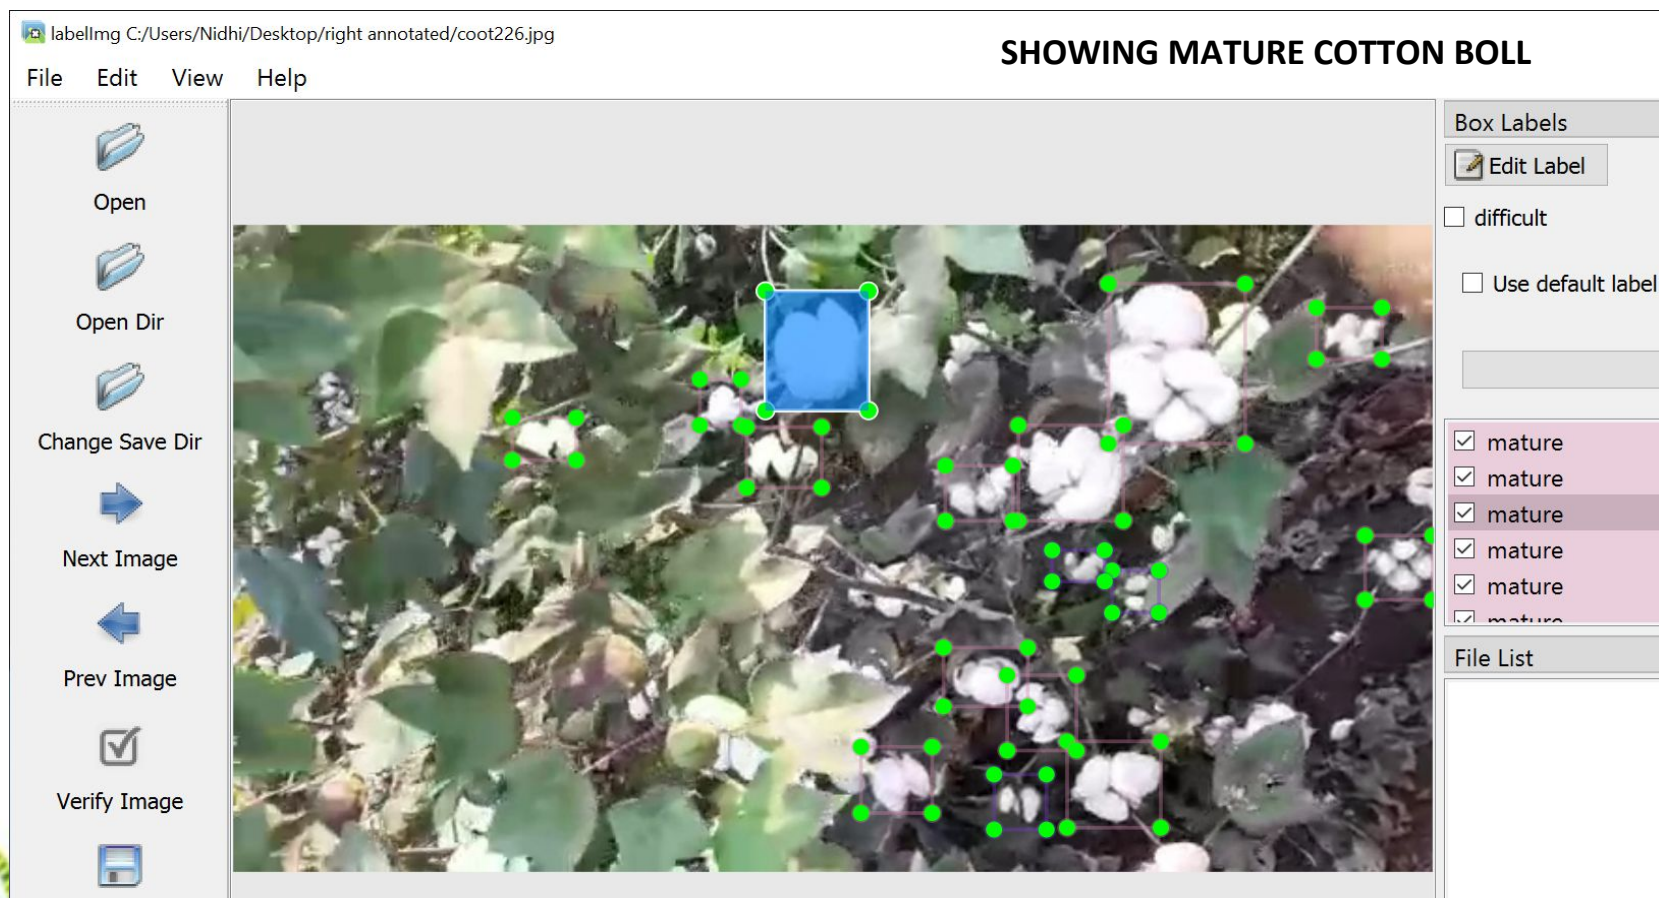 labelImg C:/Users/Nidhi/Desktop/right annotated/coot226.jpg
SHOWING MATURE COTTON BOLL
File Edit View Help
Open
Open Dir
Change Save Dir
Next Image
Prev Image
Verify Image
Box Labels
Edit Label
difficult
Use default label
mature
mature
mature
mature
mature
mature
File List